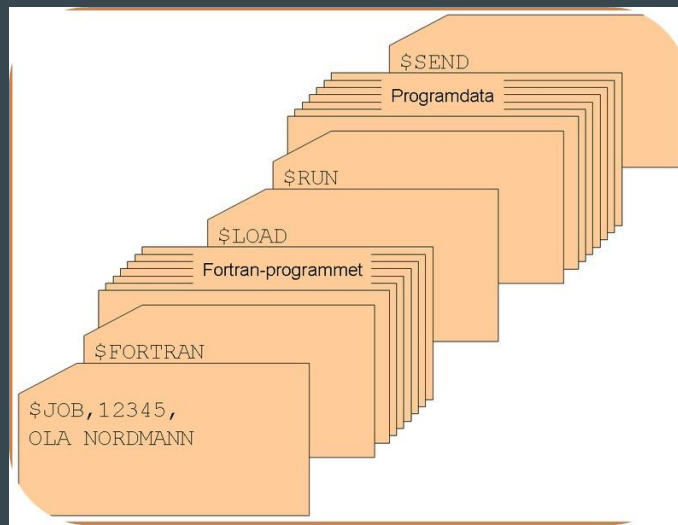 $SEND
Programdata
$RUN
$LOAD
Fortran-programmet
$FORTRAN
$JOB,12345,
OLA NORDMANN